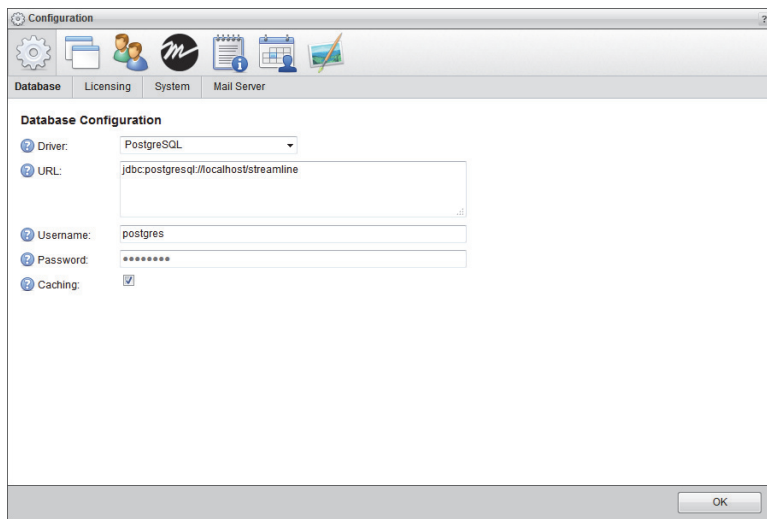 Configuration ?
Database Licensing System Mail Server
Database Configuration
Driver: PostgreSQL
URL: jdbc:postgresql://localhost/streamline
Username: postgres
Password: ●●●●●●●●
Caching:
OK